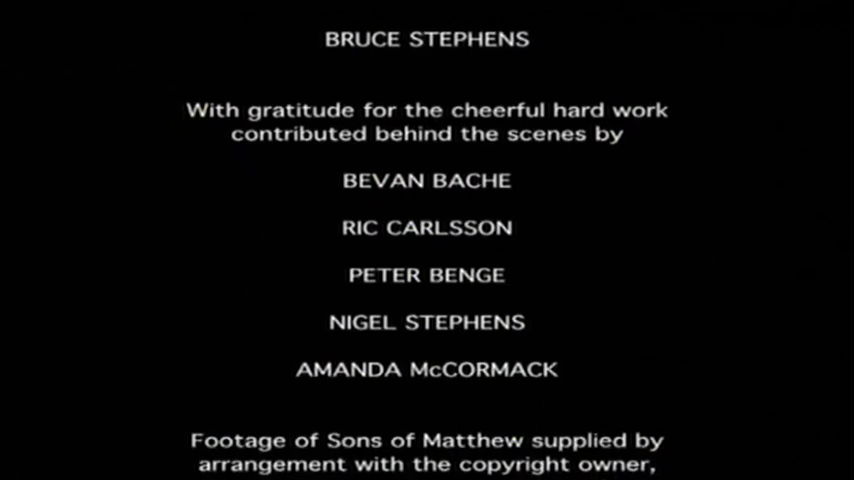 BRUCE STEPHENS
With gratitude for the cheerful hard work
contributed behind the scenes by
BEVAN BACHE
RIC CARLSSON
PETER BENGE
NIGEL STEPHENS
AMANDA McCORMACK
Footage of Sons of Matthew supplied by
arrangement with the copyright owner,